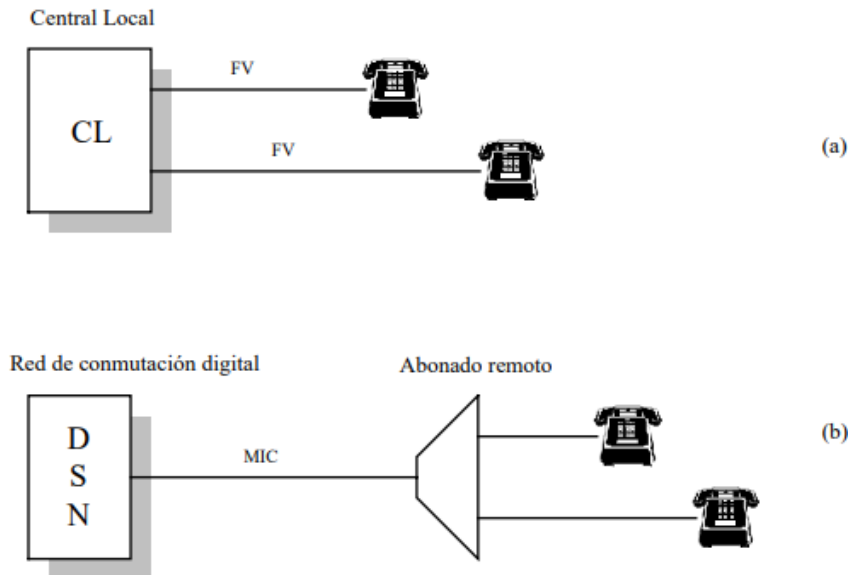 Central Local
FV
CL
FV
(a)
Red de conmutación digital
Abonado remoto
D
S
N
MIC
(b)